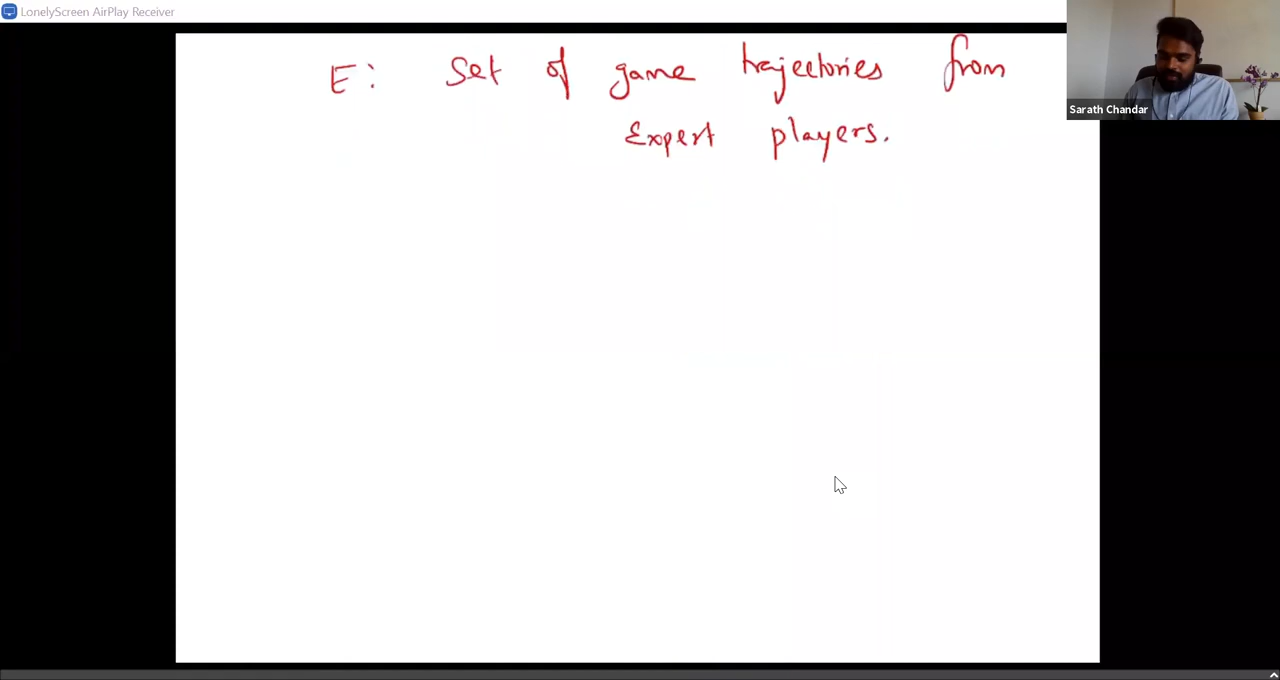 LonelyScreen AirPlay Receiver
E: Set of game trajectories from
Expert players.
Sarath Chandar